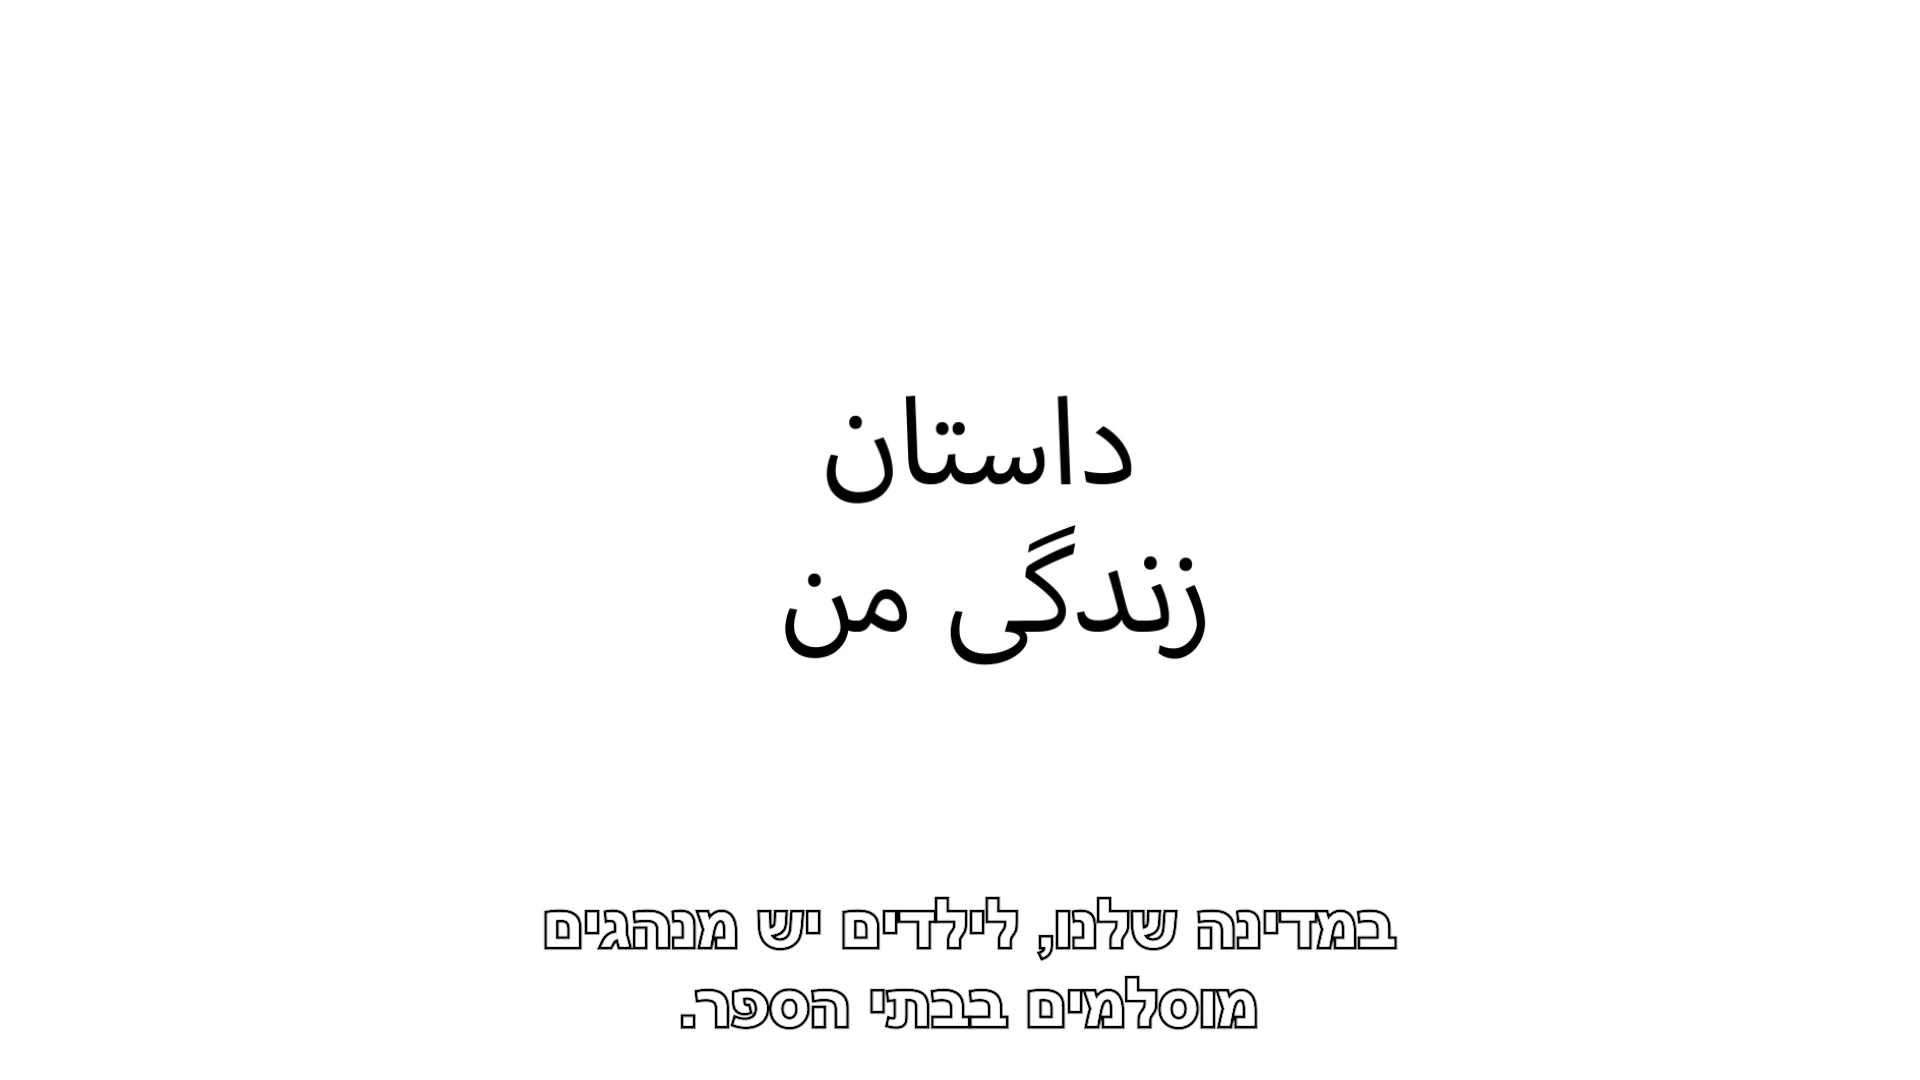 داستان
زندگی من
במדינה שלנו, לילדים יש מנהגים
מוסלמים בבתי הספר.